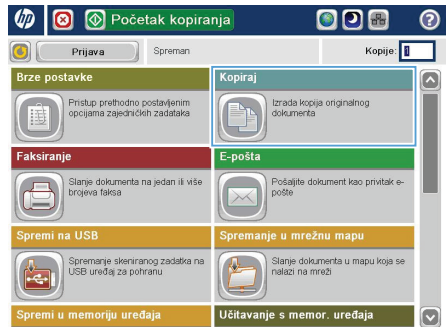 hp
Početak kopiranja
?
Prijava
Spreman
Kopije: 1
Brze postavke
Pristup prethodno postavljenim
opcijama zajedničkih zadataka
Kopiraj
Izrada kopija originalnog
dokumenta
Faksiranje
Slanje dokumenta na jedan ili više
brojeva faksa
E-pošta
Pošaljite dokument kao privitak e-
pošte
Spremi na USB
Spremanje skeniranog zadatka na
USB uređaj za pohranu
Spremanje u mrežnu mapu
Slanje dokumenta u mapu koja se
nalazi na mreži
Spremi u memoriju uređaja
Učitavanje s memor. uređaja